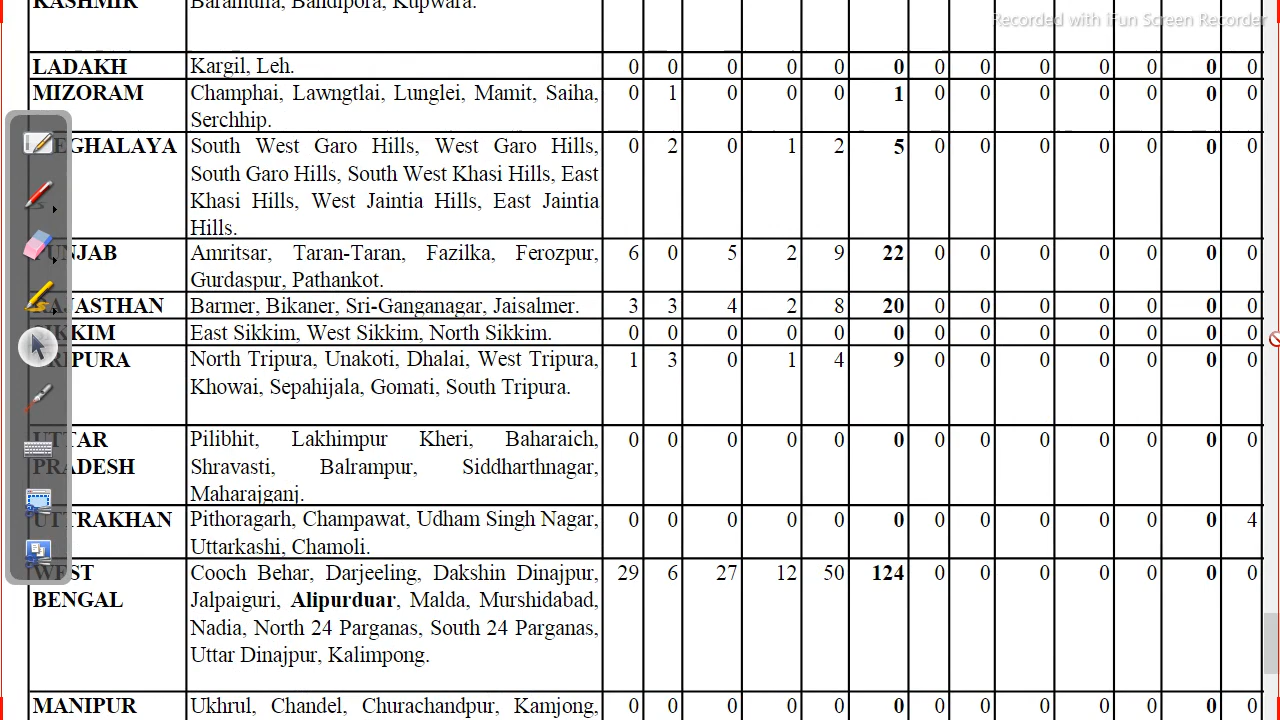 KASHMIR Baramulla, Bandipora, Kupwara.
Recorded with iFun Screen Recorder
LADAKH Kargil, Leh. 0 0 0 0 0 0 0 0 0 0 0 0 0
MIZORAM Champhai, Lawngtlai, Lunglei, Mamit, Saiha, 0 1 0 0 0 1 0 0 0 0 0 0 0
Serchhip.
EGHALAYA South West Garo Hills, West Garo Hills, 0 2 0 1 2 5 0 0 0 0 0 0 0
South Garo Hills, South West Khasi Hills, East
Khasi Hills, West Jaintia Hills, East Jaintia
Hills.
PUNJAB Amritsar, Taran-Taran, Fazilka, Ferozpur, 6 0 5 2 9 22 0 0 0 0 0 0 0
Gurdaspur, Pathankot.
RAJASTHAN Barmer, Bikaner, Sri-Ganganagar, Jaisalmer. 3 3 4 2 8 20 0 0 0 0 0 0 0
SIKKIM East Sikkim, West Sikkim, North Sikkim. 0 0 0 0 0 0 0 0 0 0 0 0 0
TRIPURA North Tripura, Unakoti, Dhalai, West Tripura, 1 3 0 1 4 9 0 0 0 0 0 0 0
Khowai, Sepahijala, Gomati, South Tripura.
UTTAR Pilibhit, Lakhimpur Kheri, Baharaich, 0 0 0 0 0 0 0 0 0 0 0 0 0
PRADESH Shravasti, Balrampur, Siddharthnagar,
Maharajganj.
UTTRAKHAN Pithoragarh, Champawat, Udham Singh Nagar, 0 0 0 0 0 0 0 0 0 0 0 0 4
Uttarkashi, Chamoli.
WEST Cooch Behar, Darjeeling, Dakshin Dinajpur, 29 6 27 12 50 124 0 0 0 0 0 0 0
BENGAL Jalpaiguri, Alipurduar, Malda, Murshidabad,
Nadia, North 24 Parganas, South 24 Parganas,
Uttar Dinajpur, Kalimpong.
MANIPUR Ukhrul, Chandel, Churachandpur, Kamjong, 0 0 0 0 0 0 0 0 0 0 0 0 0